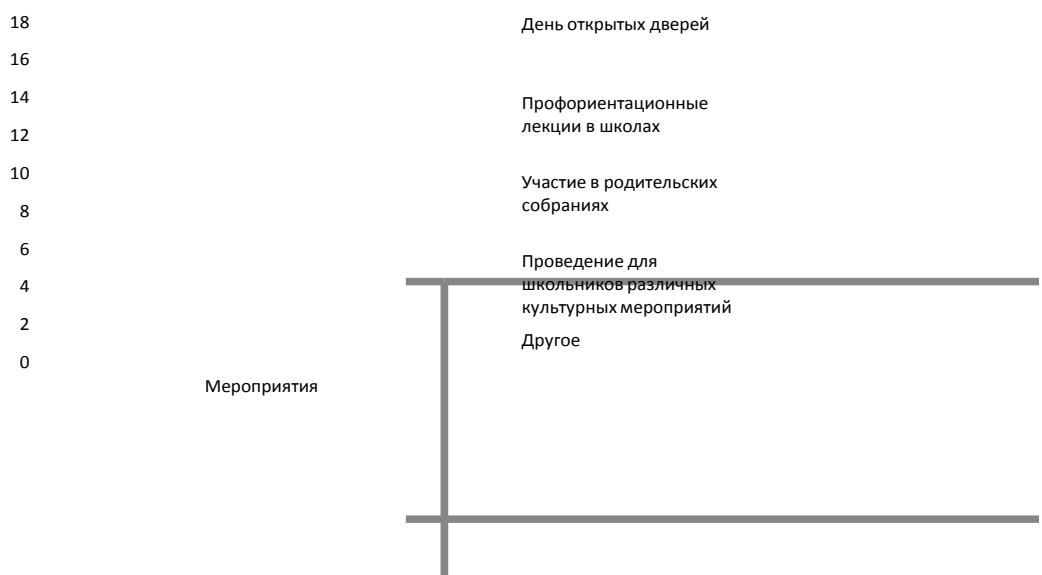 18
16
14
12
10
8
6
4
2
0
Мероприятия
День открытых дверей
Профориентационные
лекции в школах
Участие в родительских
собраниях
Проведение для
школьников различных
культурных мероприятий
Другое